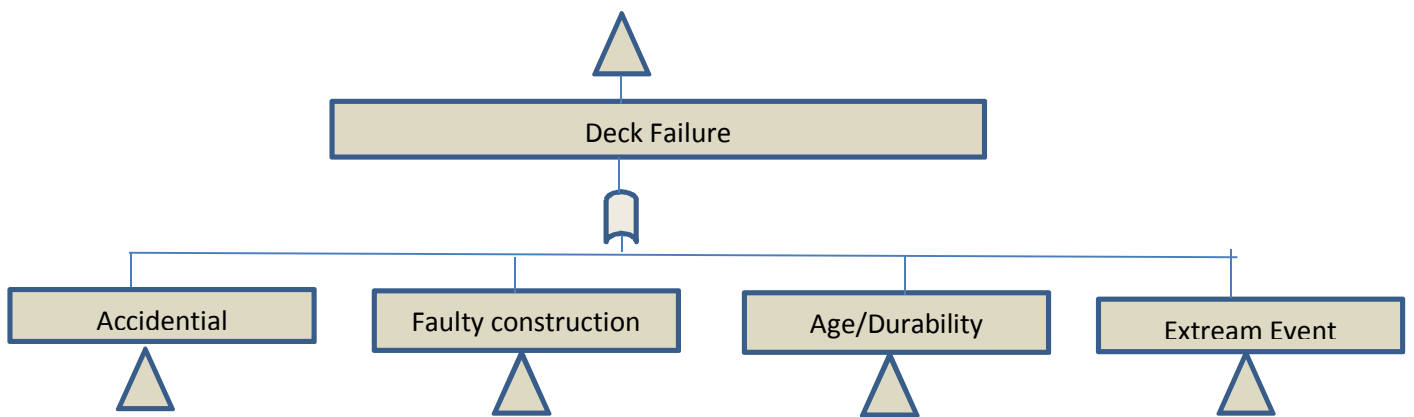 Deck Failure
Accidential
Faulty construction
Age/Durability
Extream Event